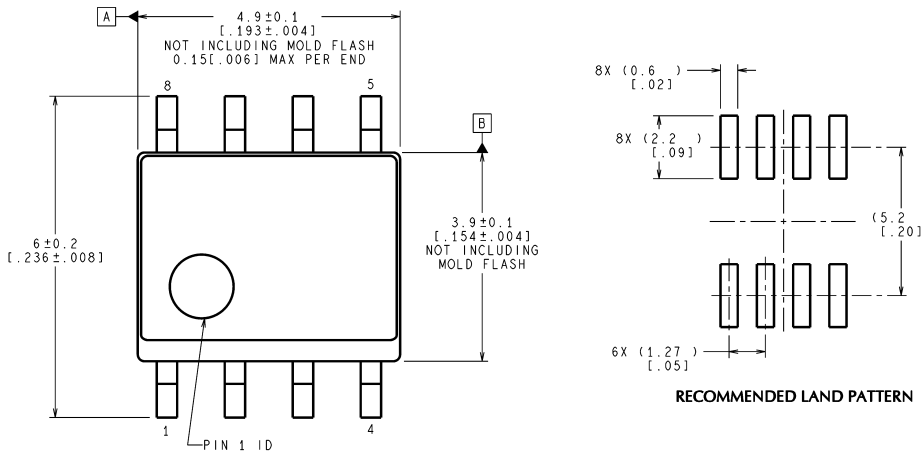 A
4.9±0.1
[.193±.004]
NOT INCLUDING MOLD FLASH
0.15[.006] MAX PER END
8
5
B
6±0.2
[.236±.008]
3.9±0.1
[.154±.004]
NOT INCLUDING
MOLD FLASH
1
4
PIN 1 ID
8X (0.6 )
[.02]
8X (2.2 )
[.09]
(5.2
[.20]
6X (1.27 )
[.05]
RECOMMENDED LAND PATTERN